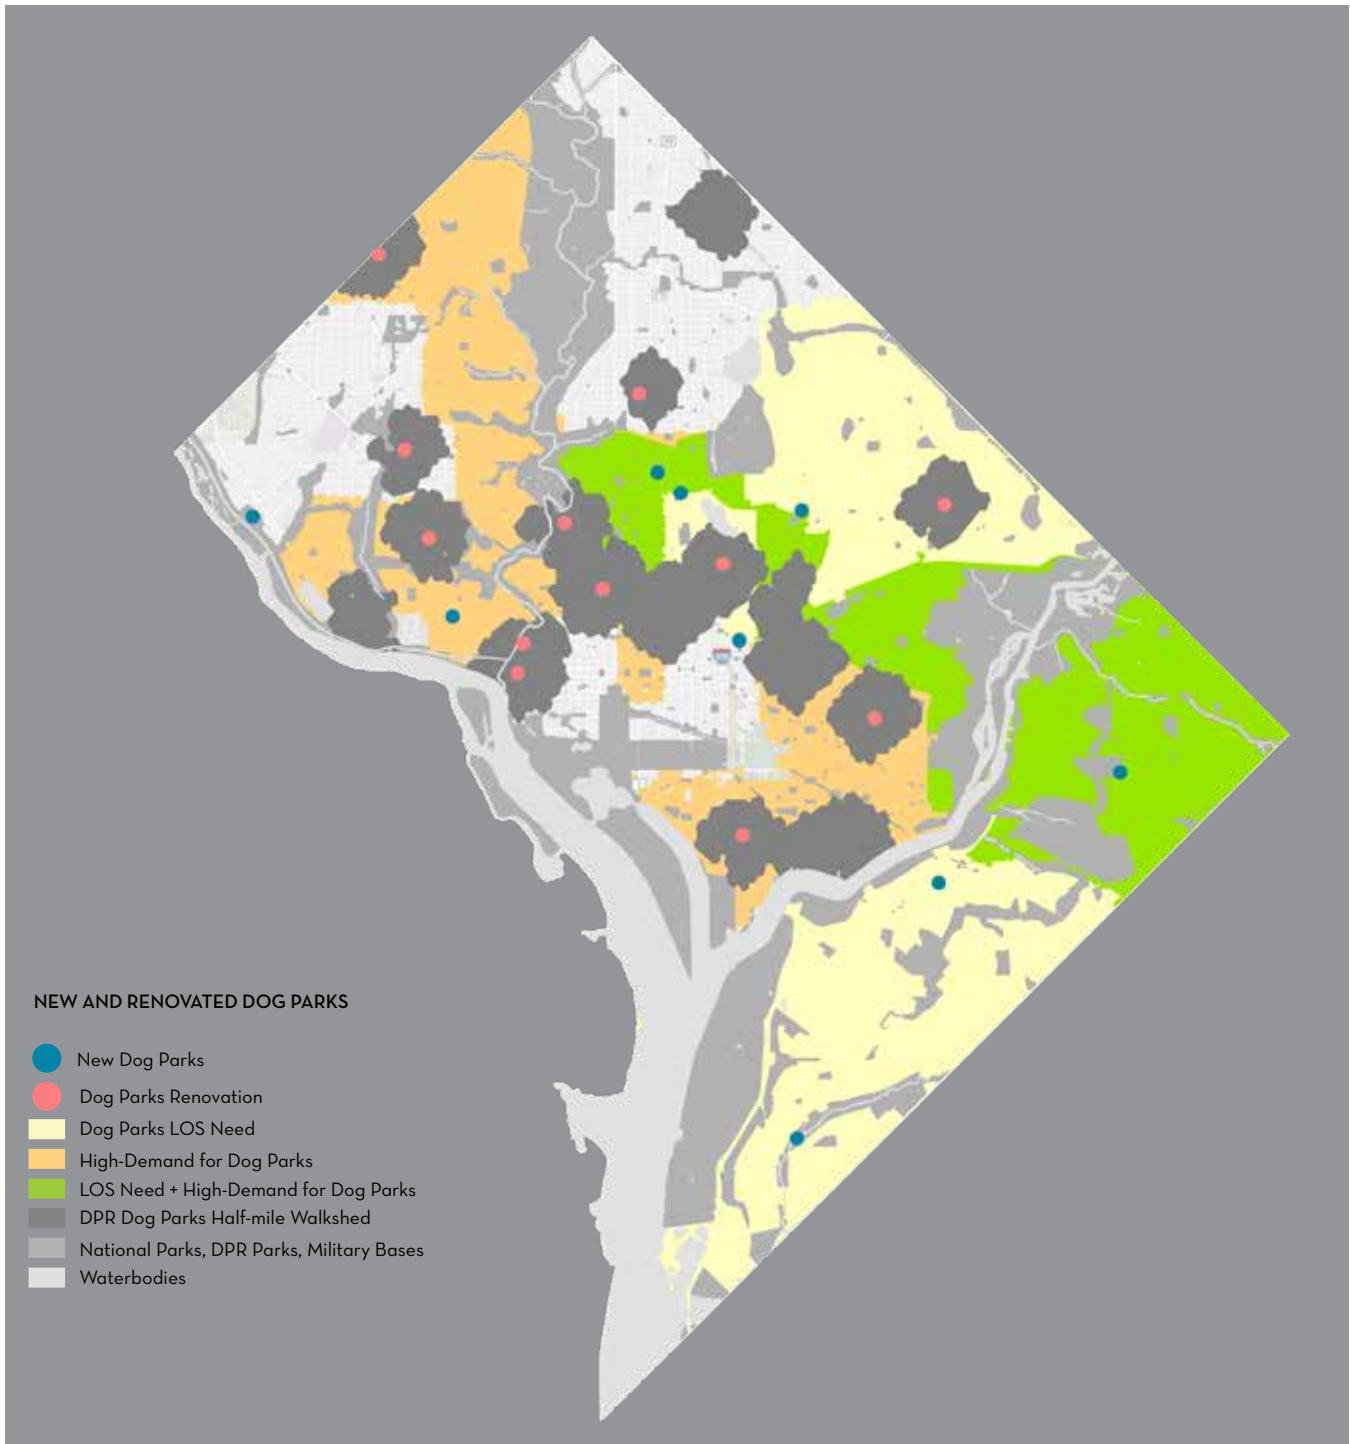 NEW AND RENOVATED DOG PARKS
New Dog Parks
Dog Parks Renovation
Dog Parks LOS Need
High-Demand for Dog Parks
LOS Need + High-Demand for Dog Parks
DPR Dog Parks Half-mile Walkshed
National Parks, DPR Parks, Military Bases
Waterbodies